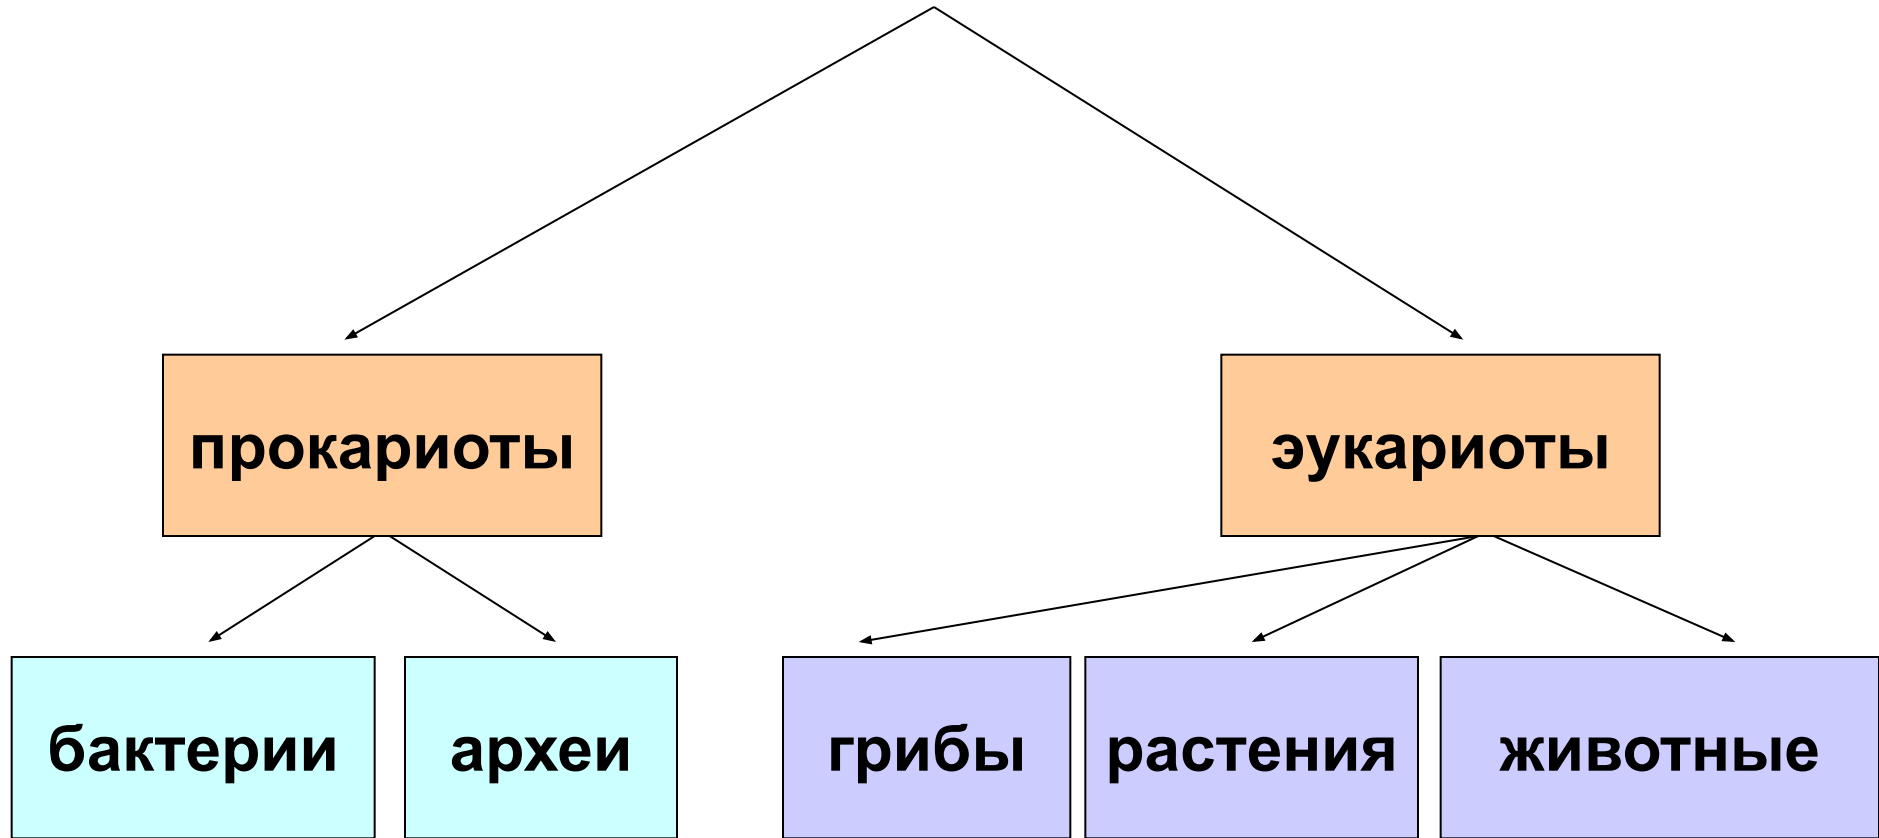 прокариоты
эукариоты
бактерии
археи
грибы
растения
животные